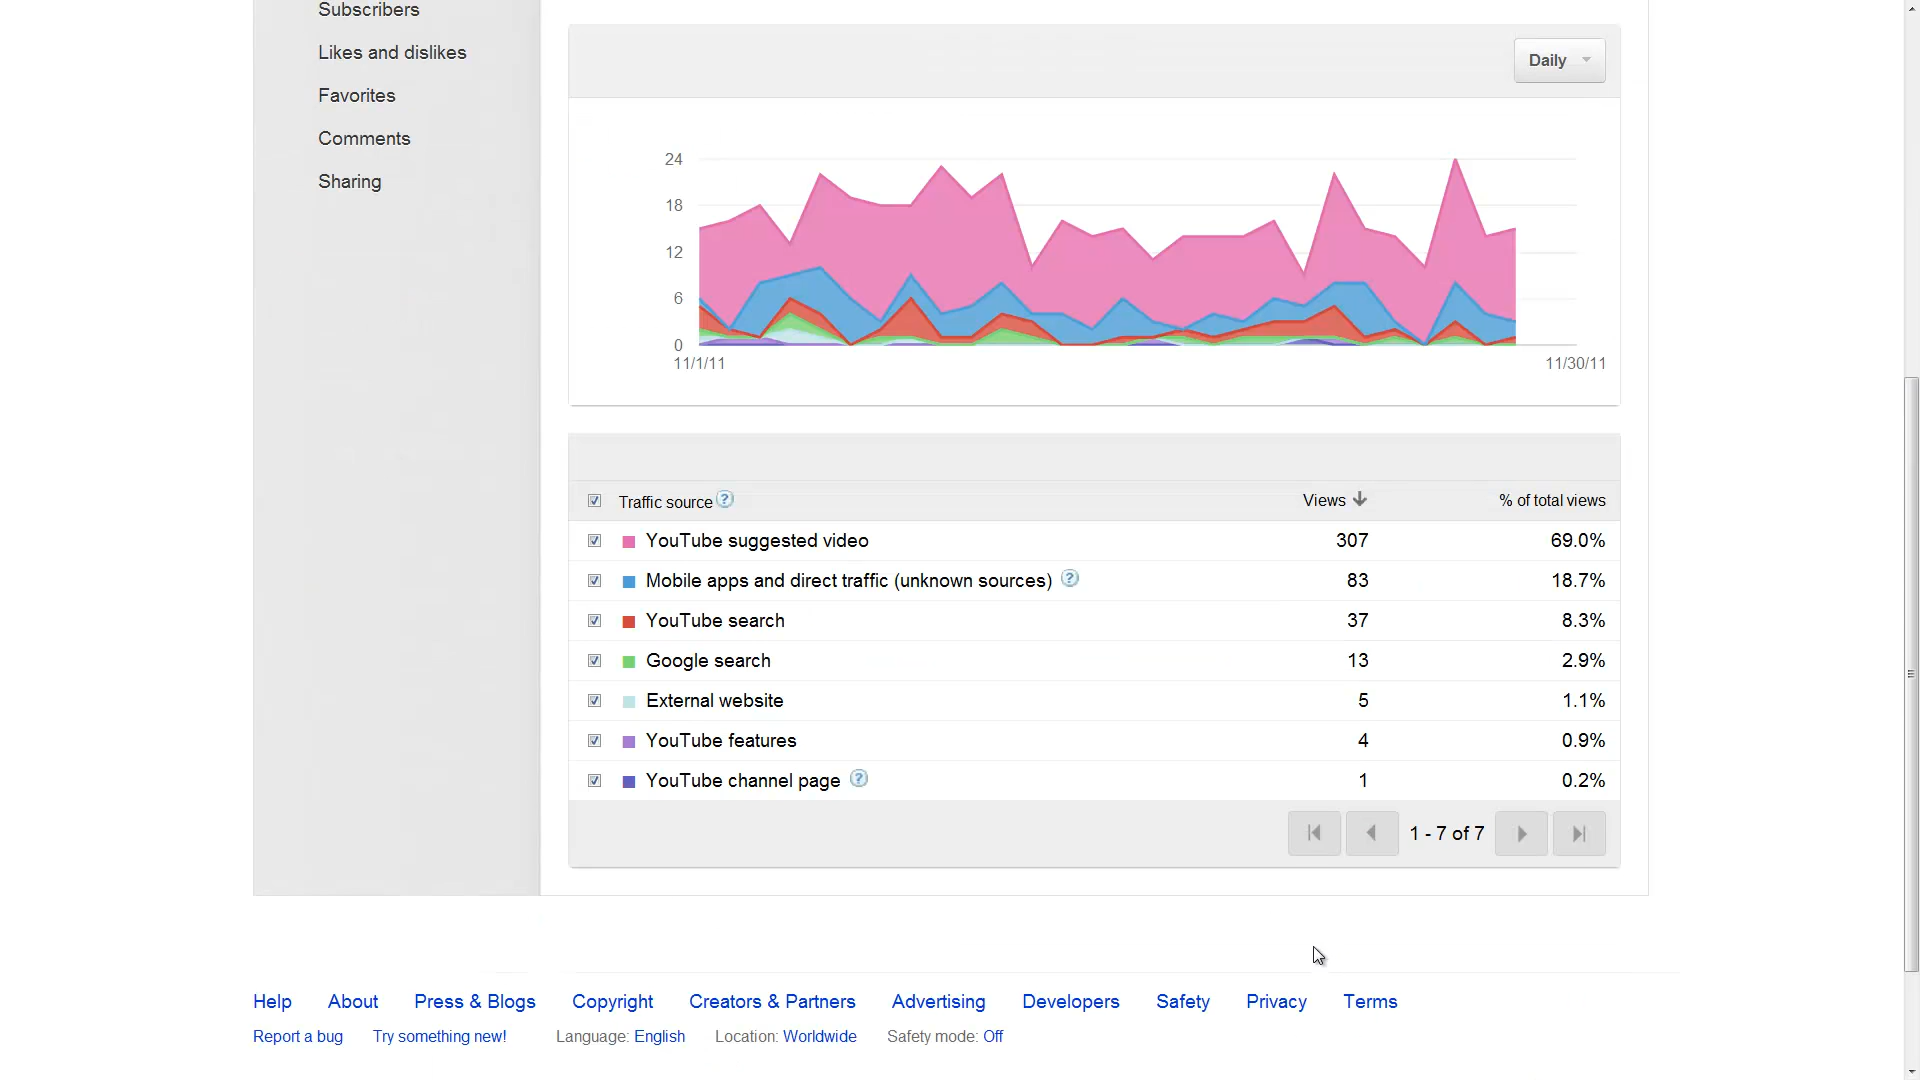 Subscribers
Likes and dislikes
Favorites
Comments
Sharing
Daily
24
18
12
6
0
11/1/11 11/30/11
Traffic source ? Views % of total views
YouTube suggested video 307 69.0%
Mobile apps and direct traffic (unknown sources) ? 83 18.7%
YouTube search 37 8.3%
Google search 13 2.9%
External website 5 1.1%
YouTube features 4 0.9%
YouTube channel page ? 1 0.2%
1 - 7 of 7
Help About Press & Blogs Copyright Creators & Partners Advertising Developers Safety Privacy Terms
Report a bug Try something new! Language: English Location: Worldwide Safety mode: Off